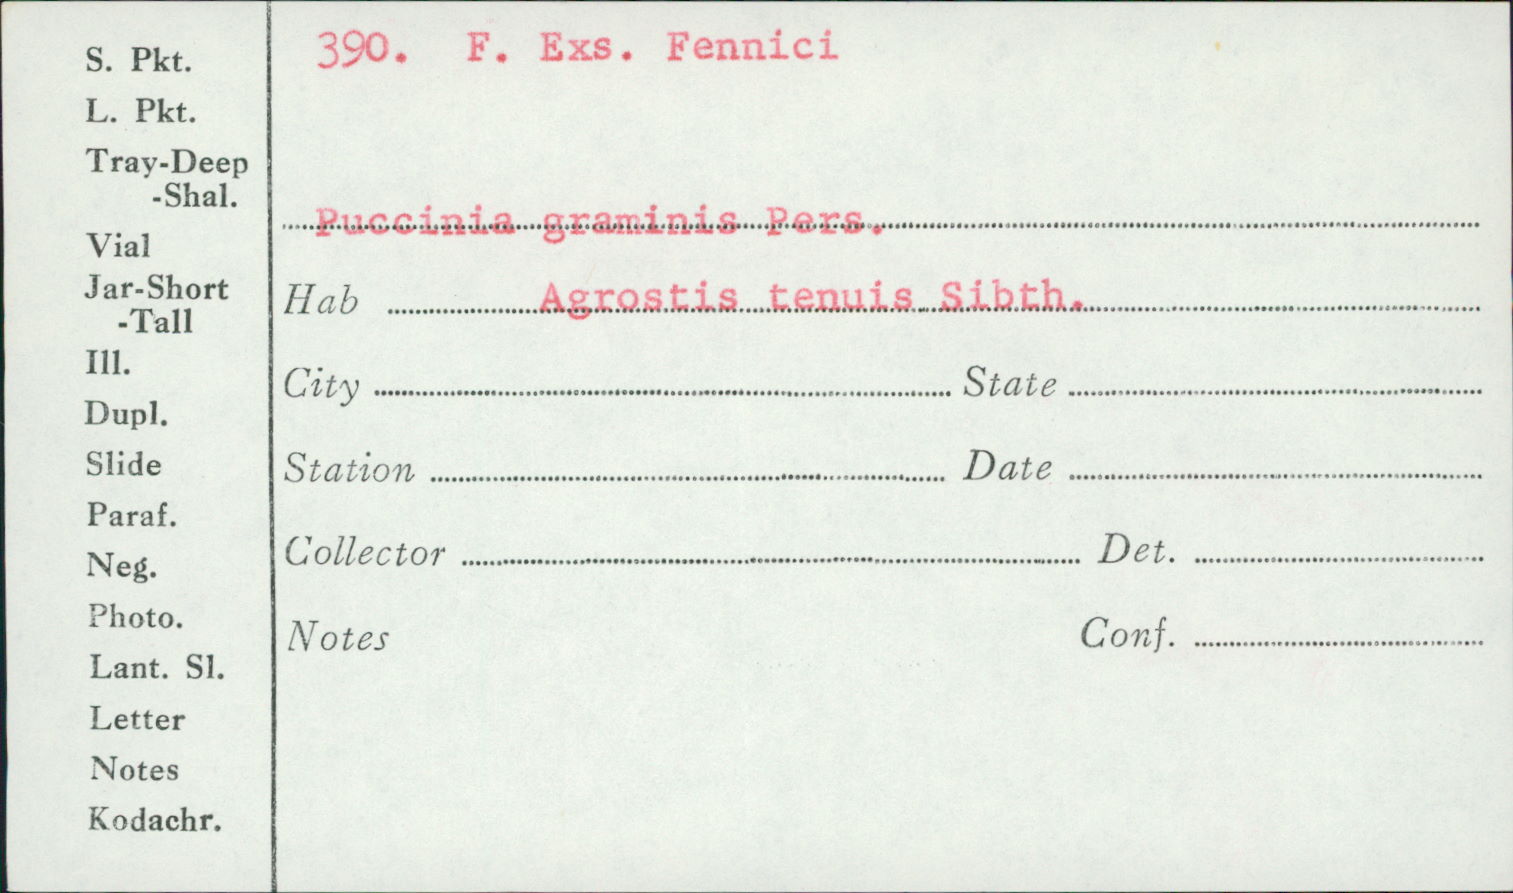 390. F. Exs. Fennici
Puccinia graminis Pers.
Hab Agrostis tenuis Sibth.
City State
Station Date
Collector Det.
Notes Conf.
S. Pkt.
L. Pkt.
Tray-Deep
-Shal.
Vial
Jar-Short
-Tall
Ill.
Dupl.
Slide
Paraf.
Neg.
Photo.
Lant. Sl.
Letter
Notes
Kodachr.